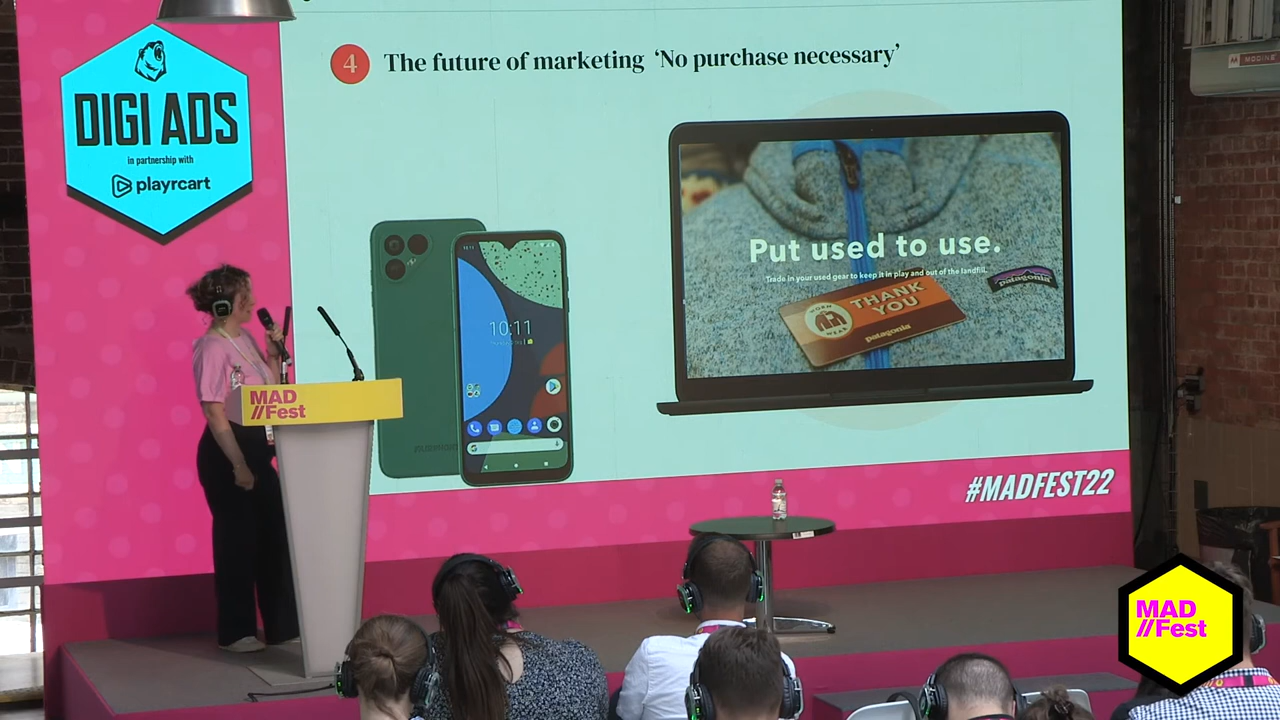 4 The future of marketing ‘No purchase necessary’
DIGI ADS
in partnership with
playrcart
Put used to use.
Trade in your used gear to keep it in play and out of the landfill.
patagonia
WORN
WEAR
THANK
YOU
patagonia
10:11
MAD
//Fest
#MADFEST22
MAD
//Fest